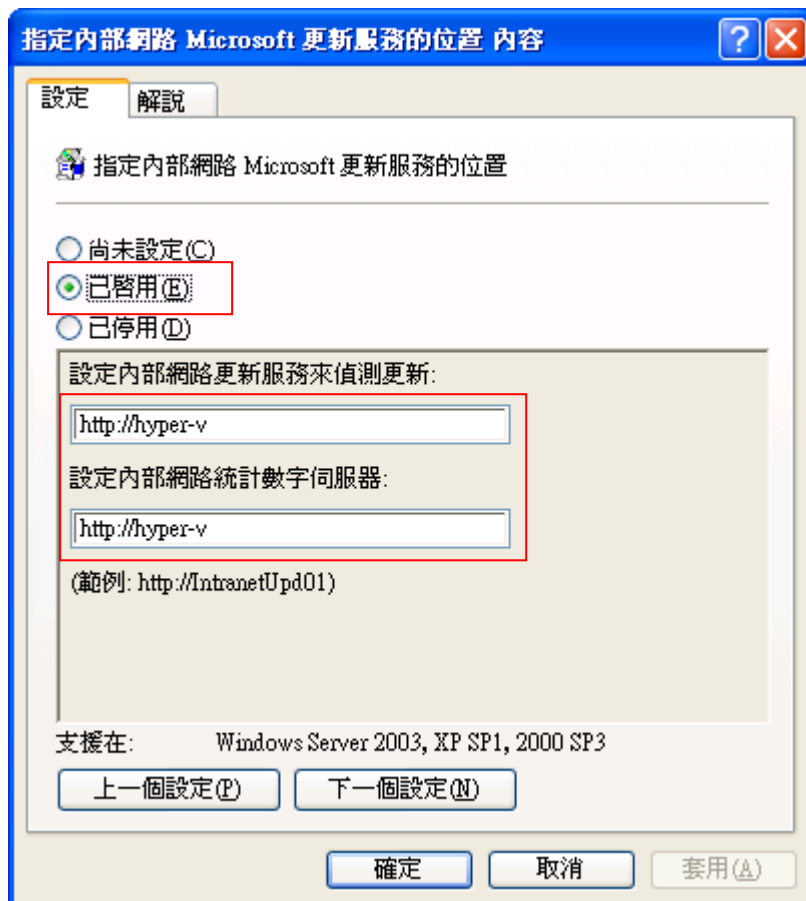 指定內部網路 Microsoft 更新服務的位置 內容
設定
解說
指定內部網路 Microsoft 更新服務的位置
尚未設定(C)
已啓用(E)
已停用(D)
設定內部網路更新服務來偵測更新:
http://hyper-v
設定內部網路統計數字伺服器:
http://hyper-v
(範例: http://IntranetUpd01)
支援在: Windows Server 2003, XP SP1, 2000 SP3
上一個設定(P) 下一個設定(N)
確定 取消 套用(A)